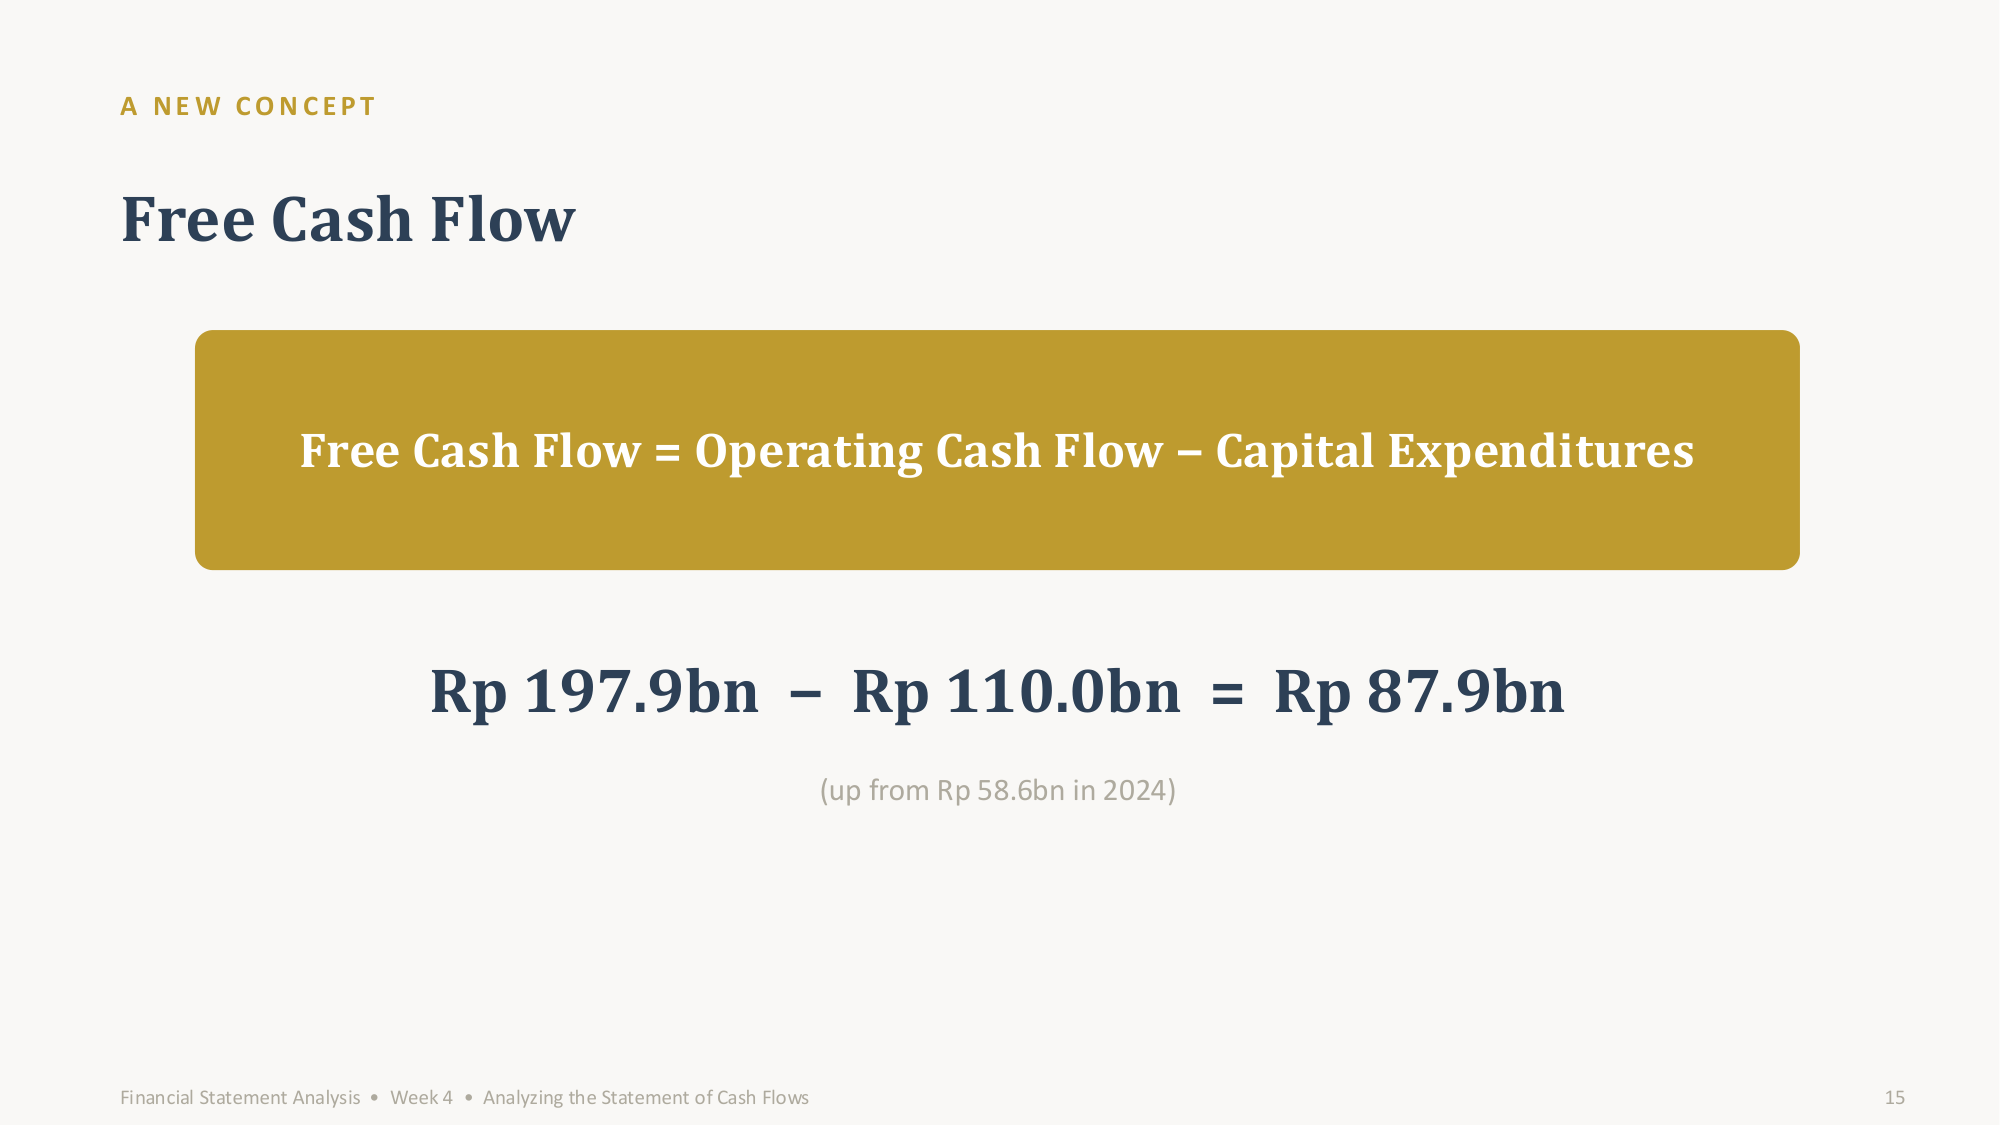 A NEW CONCEPT
Free Cash Flow
Free Cash Flow = Operating Cash Flow − Capital Expenditures
Rp 197.9bn − Rp 110.0bn = Rp 87.9bn
(up from Rp 58.6bn in 2024)
Financial Statement Analysis • Week 4 • Analyzing the Statement of Cash Flows
15